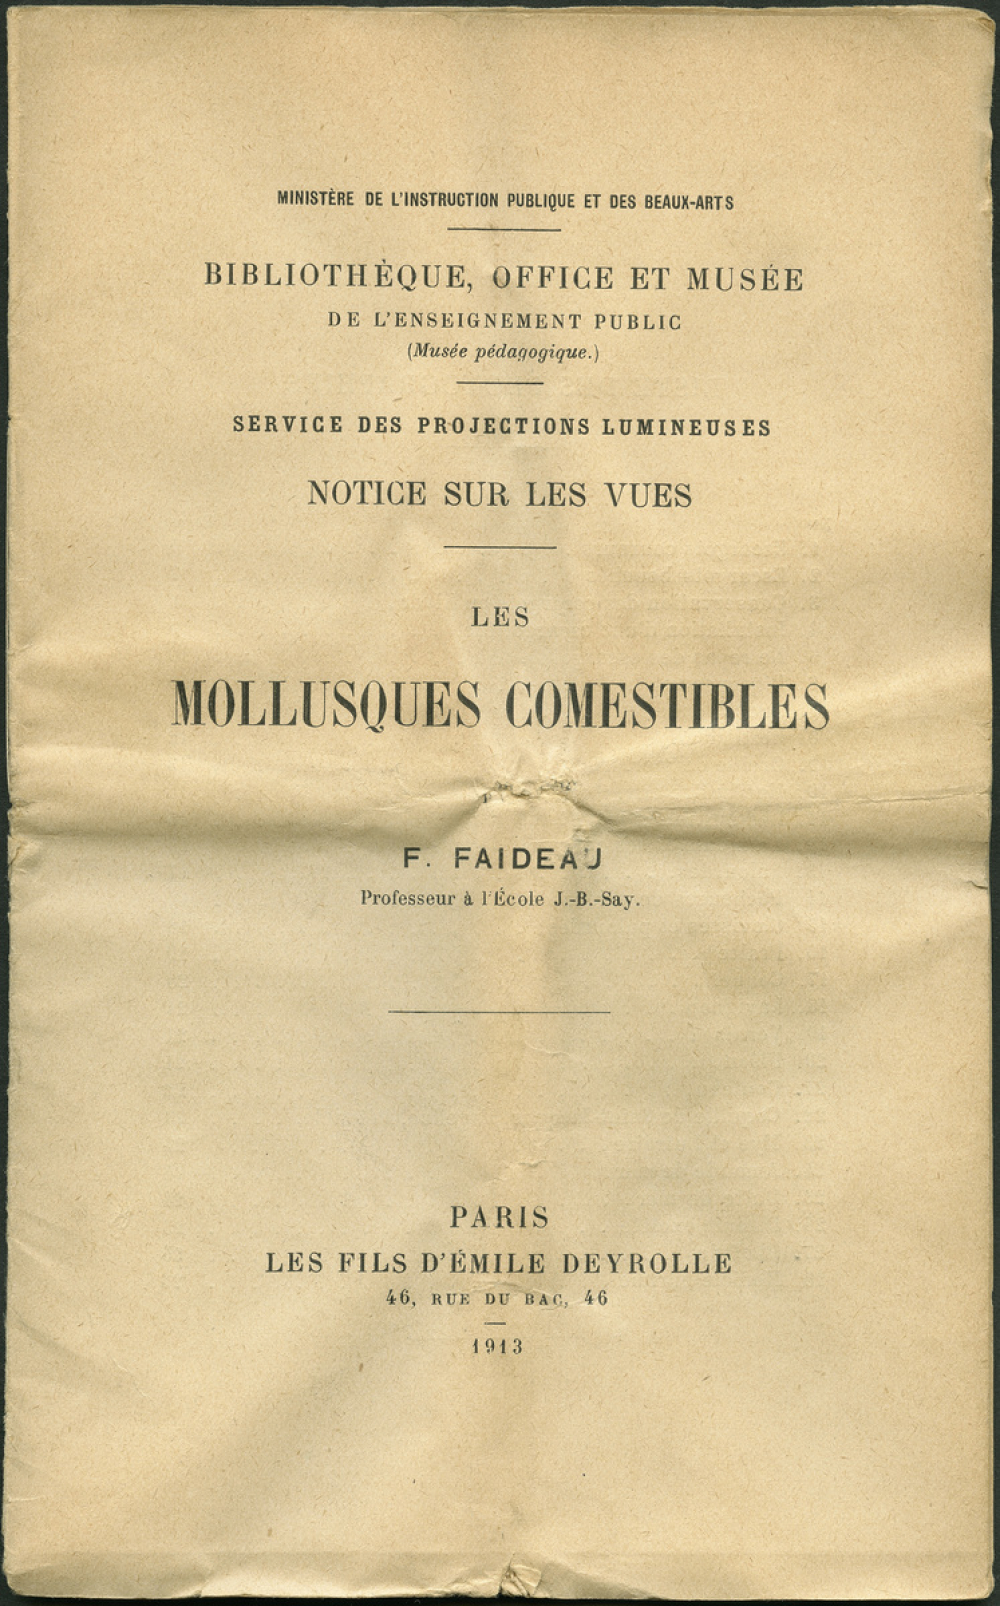 MINISTÈRE DE L'INSTRUCTION PUBLIQUE ET DES BEAUX-ARTS
BIBLIOTHÈQUE, OFFICE ET MUSÉE
DE L'ENSEIGNEMENT PUBLIC
(Musée pédagogique.)
SERVICE DES PROJECTIONS LUMINEUSES
NOTICE SUR LES VUES
LES
MOLLUSQUES COMESTIBLES
F. FAIDEAU
Professeur à l'École J.-B.-Say.
PARIS
LES FILS D'ÉMILE DEYROLLE
46, RUE DU BAC, 46
1913